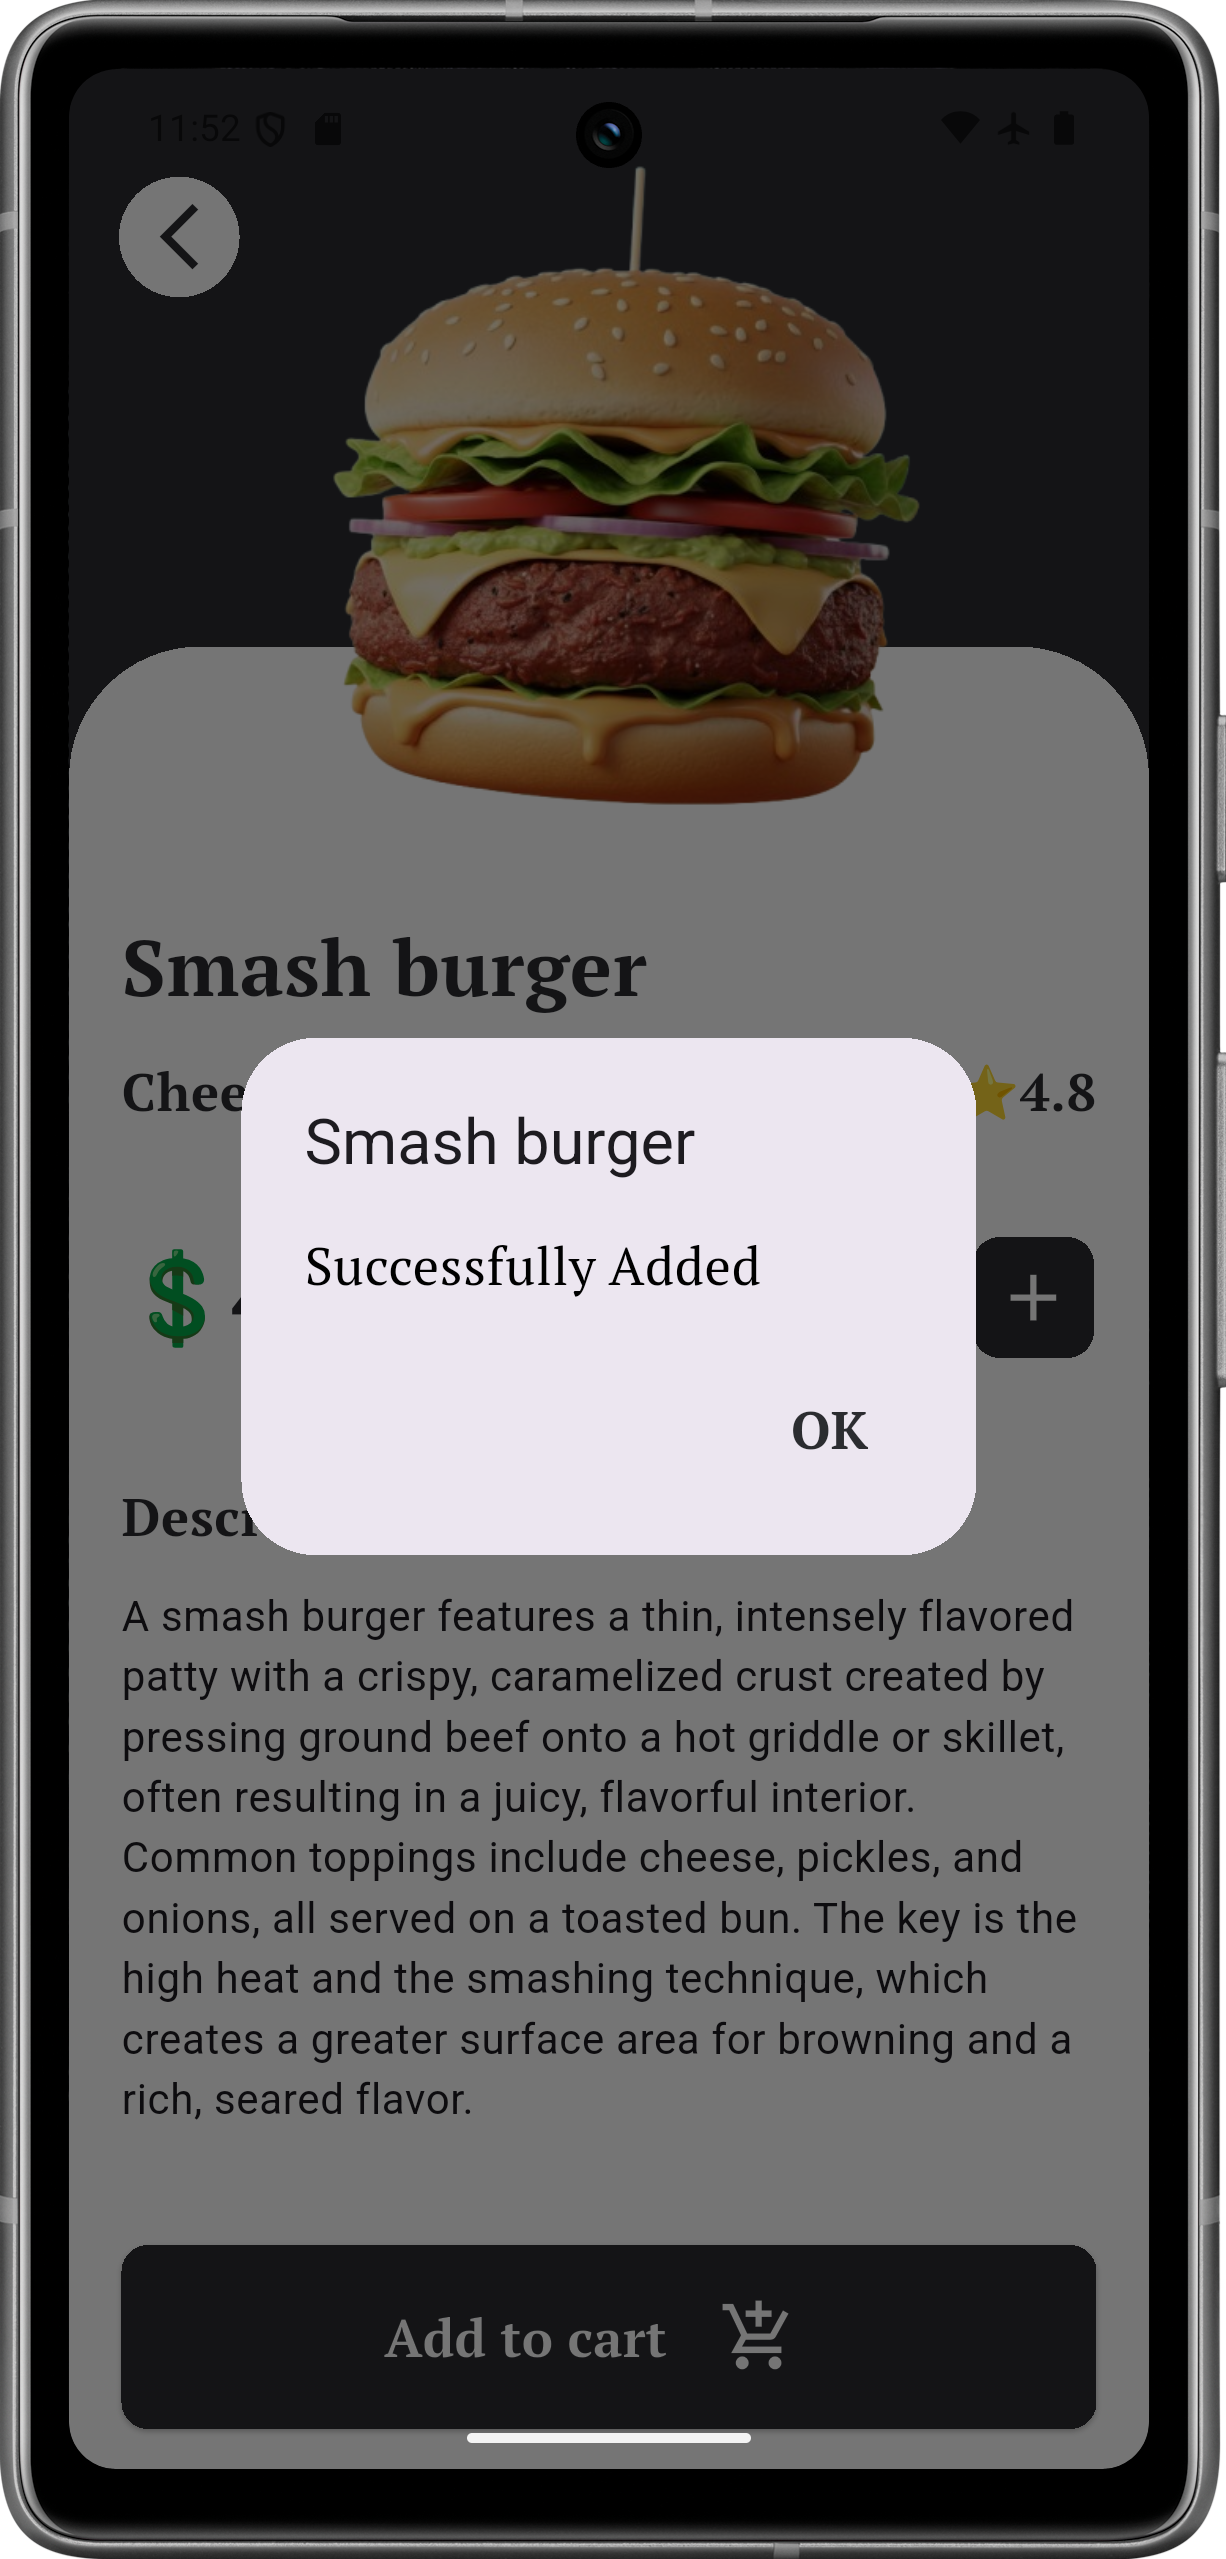 11:52
Smash burger
Chee
⭐4.8
Smash burger
Successfully Added
OK
Descr
A smash burger features a thin, intensely flavored
patty with a crispy, caramelized crust created by
pressing ground beef onto a hot griddle or skillet,
often resulting in a juicy, flavorful interior.
Common toppings include cheese, pickles, and
onions, all served on a toasted bun. The key is the
high heat and the smashing technique, which
creates a greater surface area for browning and a
rich, seared flavor.
Add to cart